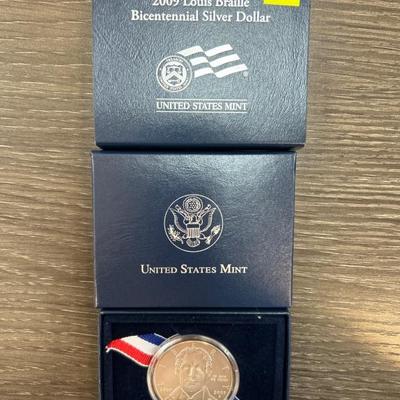 2009 Louis Braille
Bicentennial Silver Dollar
UNITED STATES MINT
UNITED STATES MINT